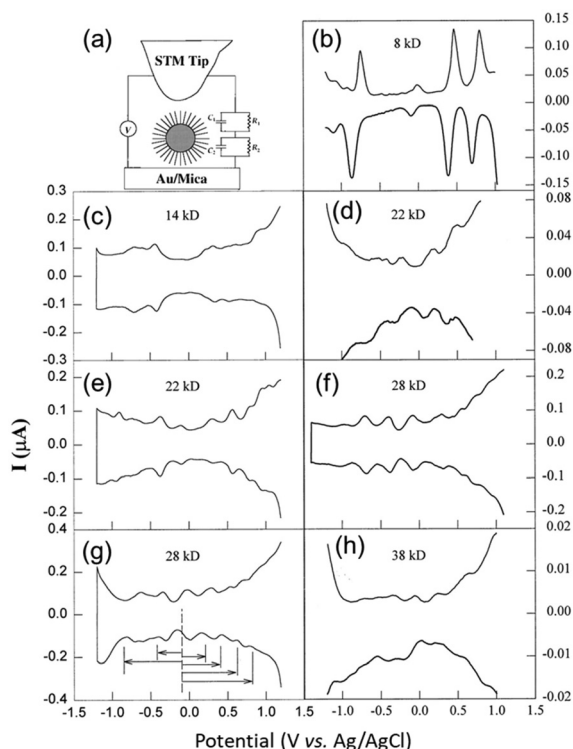 (a)
STM Tip
V
C₁
R₁
C₂
R₂
Au/Mica
(b)
8 kD
0.15
0.10
0.05
0.00
-0.05
-0.10
-0.15
(c)
14 kD
0.3
0.2
0.1
0.0
-0.1
-0.2
-0.3
(d)
22 kD
0.08
0.04
0.00
-0.04
-0.08
(e)
22 kD
0.2
0.1
0.0
-0.1
-0.2
(f)
28 kD
0.2
0.1
0.0
-0.1
-0.2
I (μA)
(g)
28 kD
0.4
0.2
0.0
-0.2
-0.4
(h)
38 kD
0.02
0.01
0.00
-0.01
-0.02
-1.5 -1.0 -0.5 0.0 0.5 1.0 -1.5 -1.0 -0.5 0.0 0.5 1.0 1.5
Potential (V vs. Ag/AgCl)